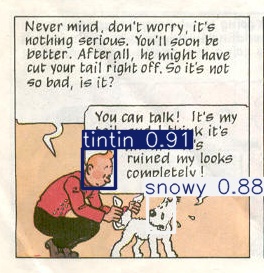 Never mind, don't worry, it's
nothing serious. You'll soon be
better. After all, he might have
cut your tail right off. So it's not
so bad, is it?
You can talk! It's my
it's
tintin 0.91
ruined my looks
completely!
snowy 0.88